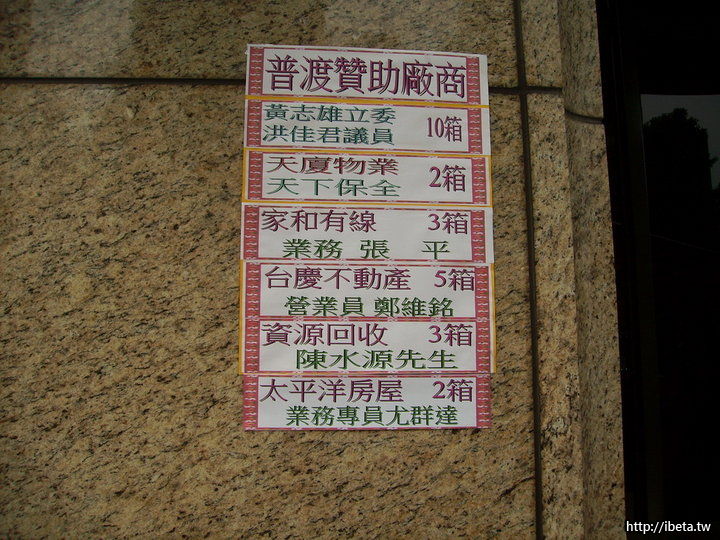 普渡贊助廠商
黃志雄立委
洪佳君議員 10箱
天廈物業
天下保全 2箱
家和有線 3箱
業務 張 平
台慶不動產 5箱
營業員 鄭維銘
資源回收 3箱
陳水源先生
太平洋房屋 2箱
業務專員尤群達
http://ibeta.tw